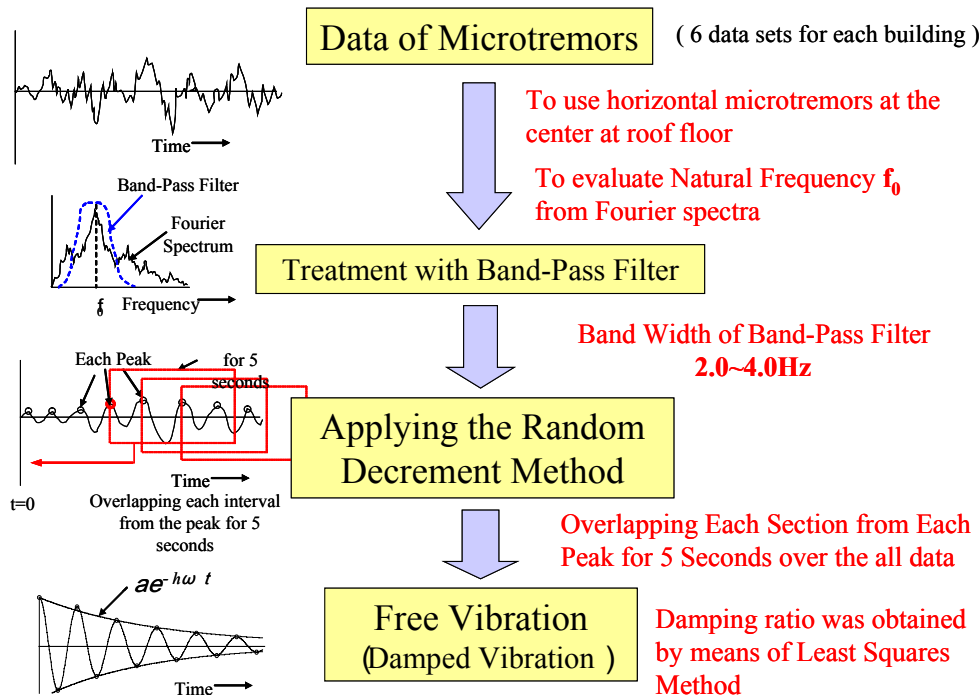 Data of Microtremors
( 6 data sets for each building )
Time
To use horizontal microtremors at the
center at roof floor
To evaluate Natural Frequency f0
from Fourier spectra
Band-Pass Filter
Fourier
Spectrum
f0
Frequency
Treatment with Band-Pass Filter
Band Width of Band-Pass Filter
2.0~4.0Hz
Each Peak
for 5
seconds
Time
t=0
Overlapping each interval
from the peak for 5
seconds
Applying the Random
Decrement Method
Overlapping Each Section from Each
Peak for 5 Seconds over the all data
ae-hω t
Time
Free Vibration
(Damped Vibration )
Damping ratio was obtained
by means of Least Squares
Method